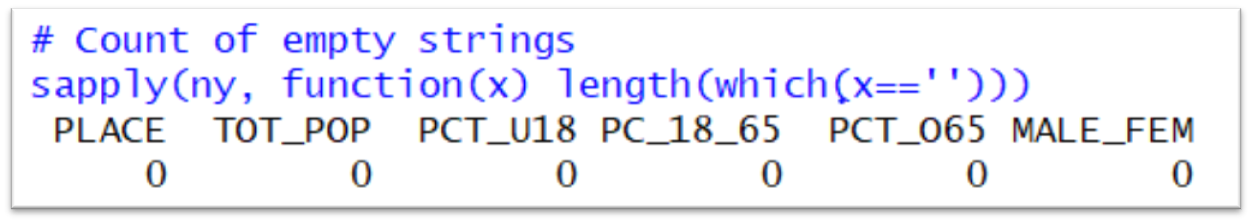 # Count of empty strings
sapply(ny, function(x) length(which(x=='')))
PLACE TOT_POP PCT_U18 PC_18_65 PCT_O65 MALE_FEM
0 0 0 0 0 0